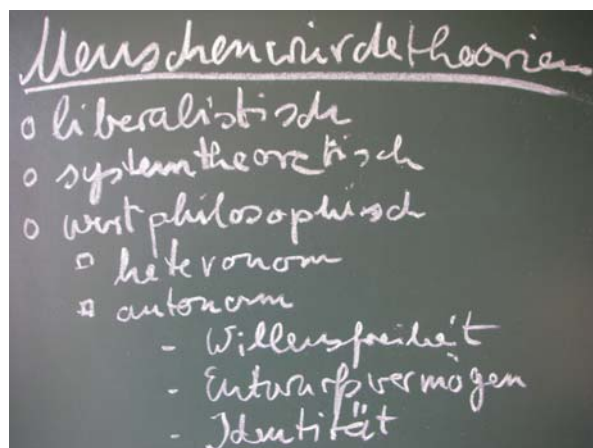 Menschenwürdetheorien
o liberalistisch
o systemtheoretisch
o wertphilosophisch
□ heteronom
□ autonom
- Willensfreiheit
- Entwurfsvermögen
- Identität